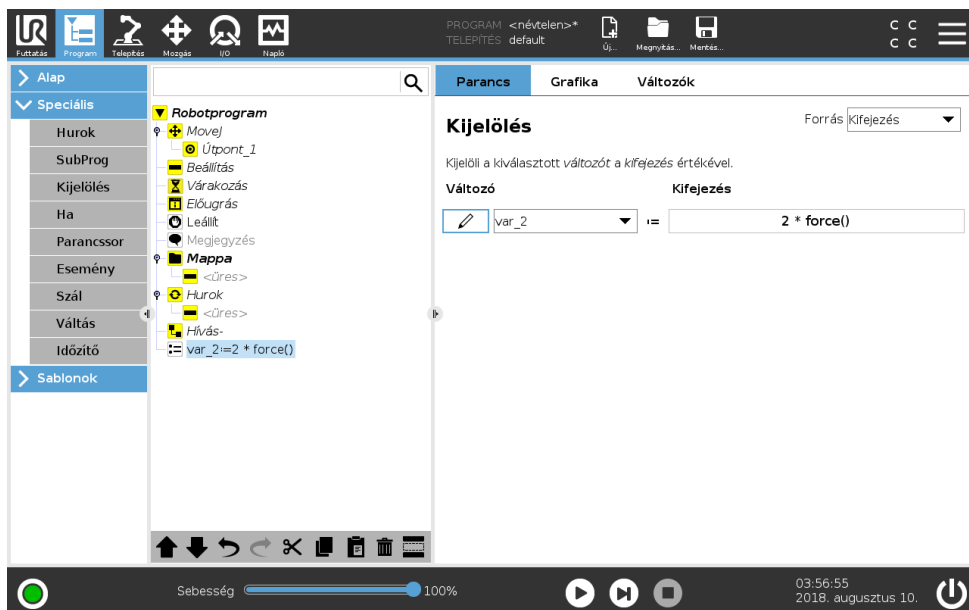 UR
Futtatás
Program
Telepítés
Mozgás
I/O
Napló
PROGRAM <névtelen>*
TELEPÍTÉS default
Új...
Megnyitás...
Mentés...
C C
C C
Alap
Speciális
Hurok
SubProg
Kijelölés
Ha
Parancssor
Esemény
Szál
Váltás
Időzítő
Sablonok
Robotprogram
MoveJ
Útpont_1
Beállítás
Várakozás
Előugrás
Leállít
Megjegyzés
Mappa
<üres>
Hurok
<üres>
Hívás-
var_2:=2 * force()
Parancs
Grafika
Változók
Kijelölés
Forrás Kifejezés
Kijelöli a kiválasztott változót a kifejezés értékével.
Változó
Kifejezés
var_2
:=
2 * force()
Sebesség
100%
03:56:55
2018. augusztus 10.